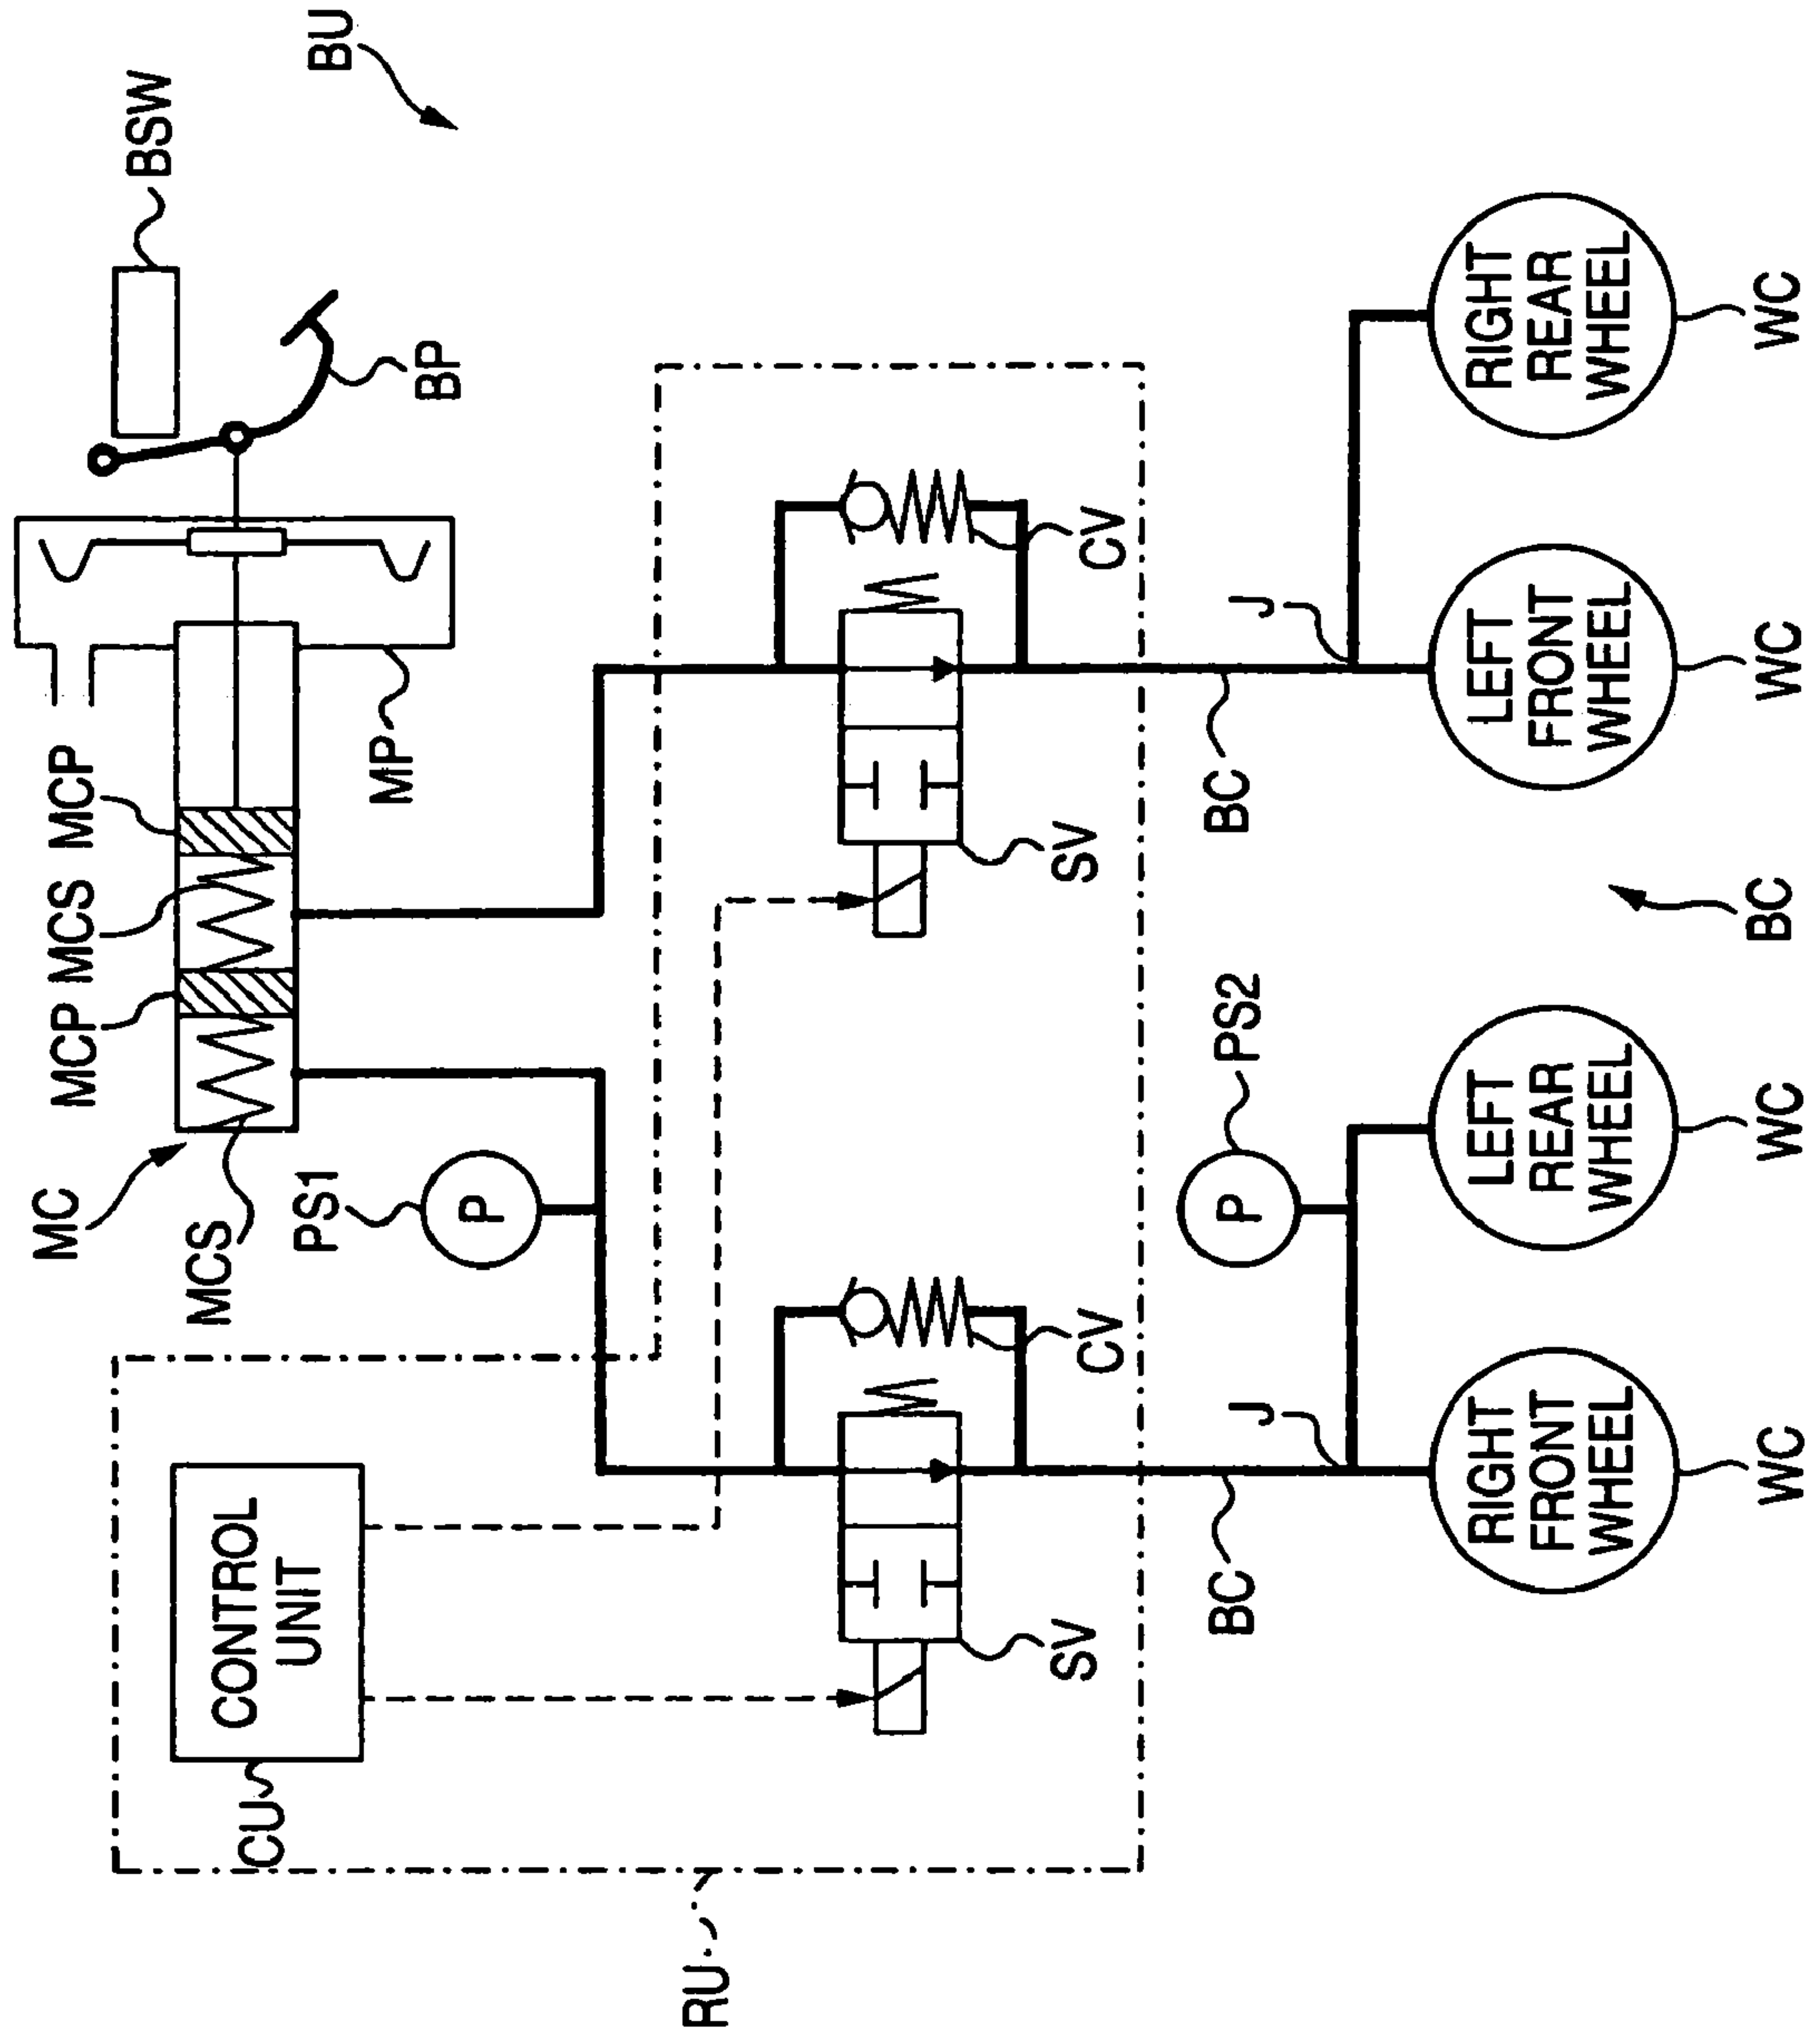 BU
BSW
BP
MCP
MCS
MCP
MP
MC
MCS
PS1
P
CONTROL
UNIT
CU
RU
CV
SV
CV
SV
BC
J
PS2
P
BC
J
BC
RIGHT
FRONT
WHEEL
WC
LEFT
REAR
WHEEL
WC
LEFT
FRONT
WHEEL
WC
RIGHT
REAR
WHEEL
WC